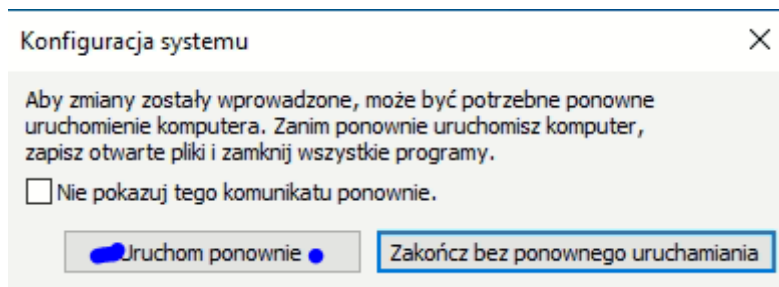 Konfiguracja systemu
Aby zmiany zostały wprowadzone, może być potrzebne ponowne
uruchomienie komputera. Zanim ponownie uruchomisz komputer,
zapisz otwarte pliki i zamknij wszystkie programy.
Nie pokazuj tego komunikatu ponownie.
Uruchom ponownie
Zakończ bez ponownego uruchamiania